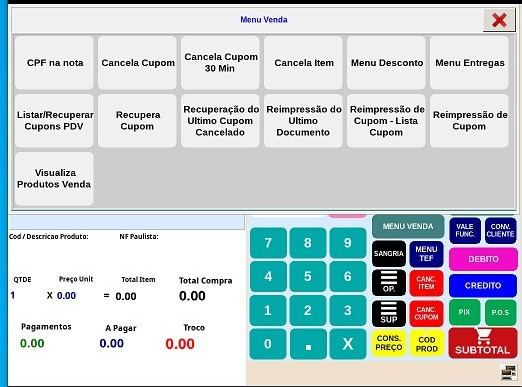 Menu Venda
CPF na nota
Cancela Cupom
Cancela Cupom
30 Min
Cancela Item
Menu Desconto
Menu Entregas
Listar/Recuperar
Cupons PDV
Recupera
Cupom
Recuperação do
Ultimo Cupom
Cancelado
Reimpressão do
Ultimo
Documento
Reimpressão de
Cupom - Lista
Cupom
Reimpressão de
Cupom
Visualiza
Produtos Venda
Cod / Descricao Produto:
NF Paulista:
QTDE
Preço Unit
Total Item
Total Compra
1
X
0.00
=
0.00
0.00
Pagamentos
A Pagar
Troco
0.00
0.00
0.00
7
8
9
4
5
6
1
2
3
0
.
X
MENU VENDA
VALE
FUNC.
CONV.
CLIENTE
SANGRIA
MENU
TEF
DEBITO
OP.
CANC.
ITEM
CREDITO
SUP
CANC.
CUPOM
PIX
P.O.S
CONS.
PREÇO
COD
PROD
SUBTOTAL